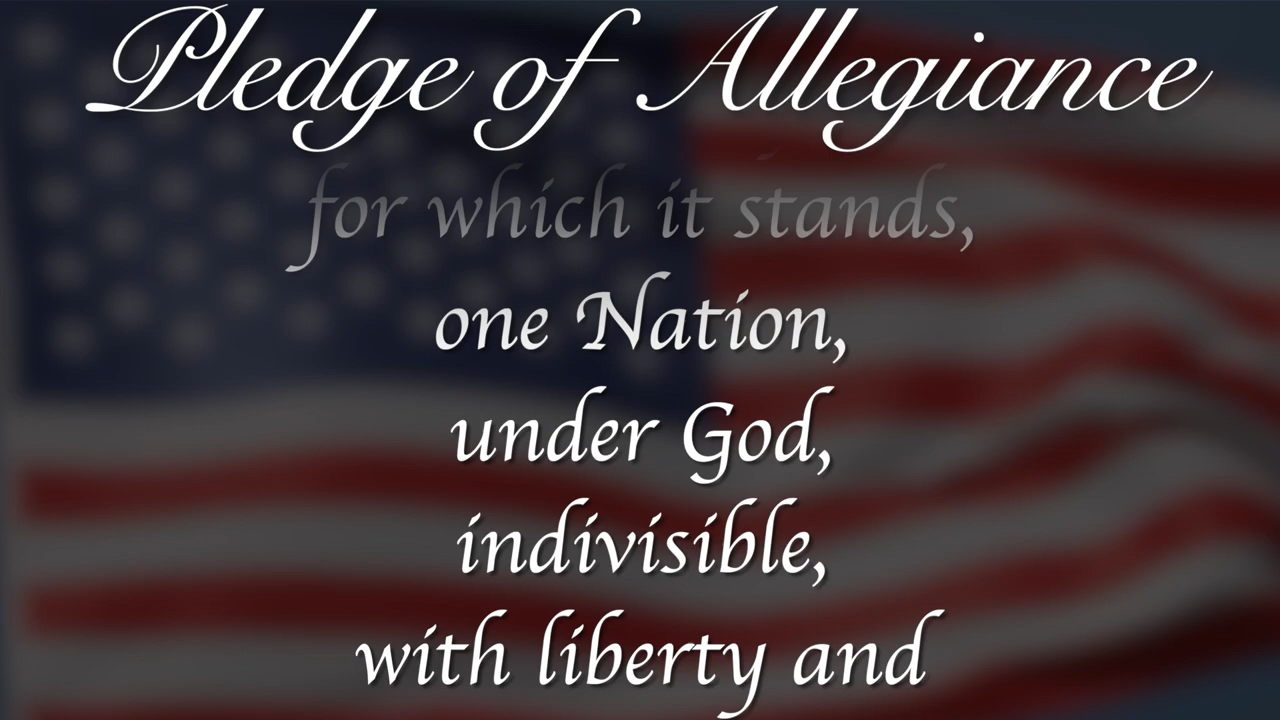 Pledge of Allegiance
for which it stands,
one Nation,
under God,
indivisible,
with liberty and